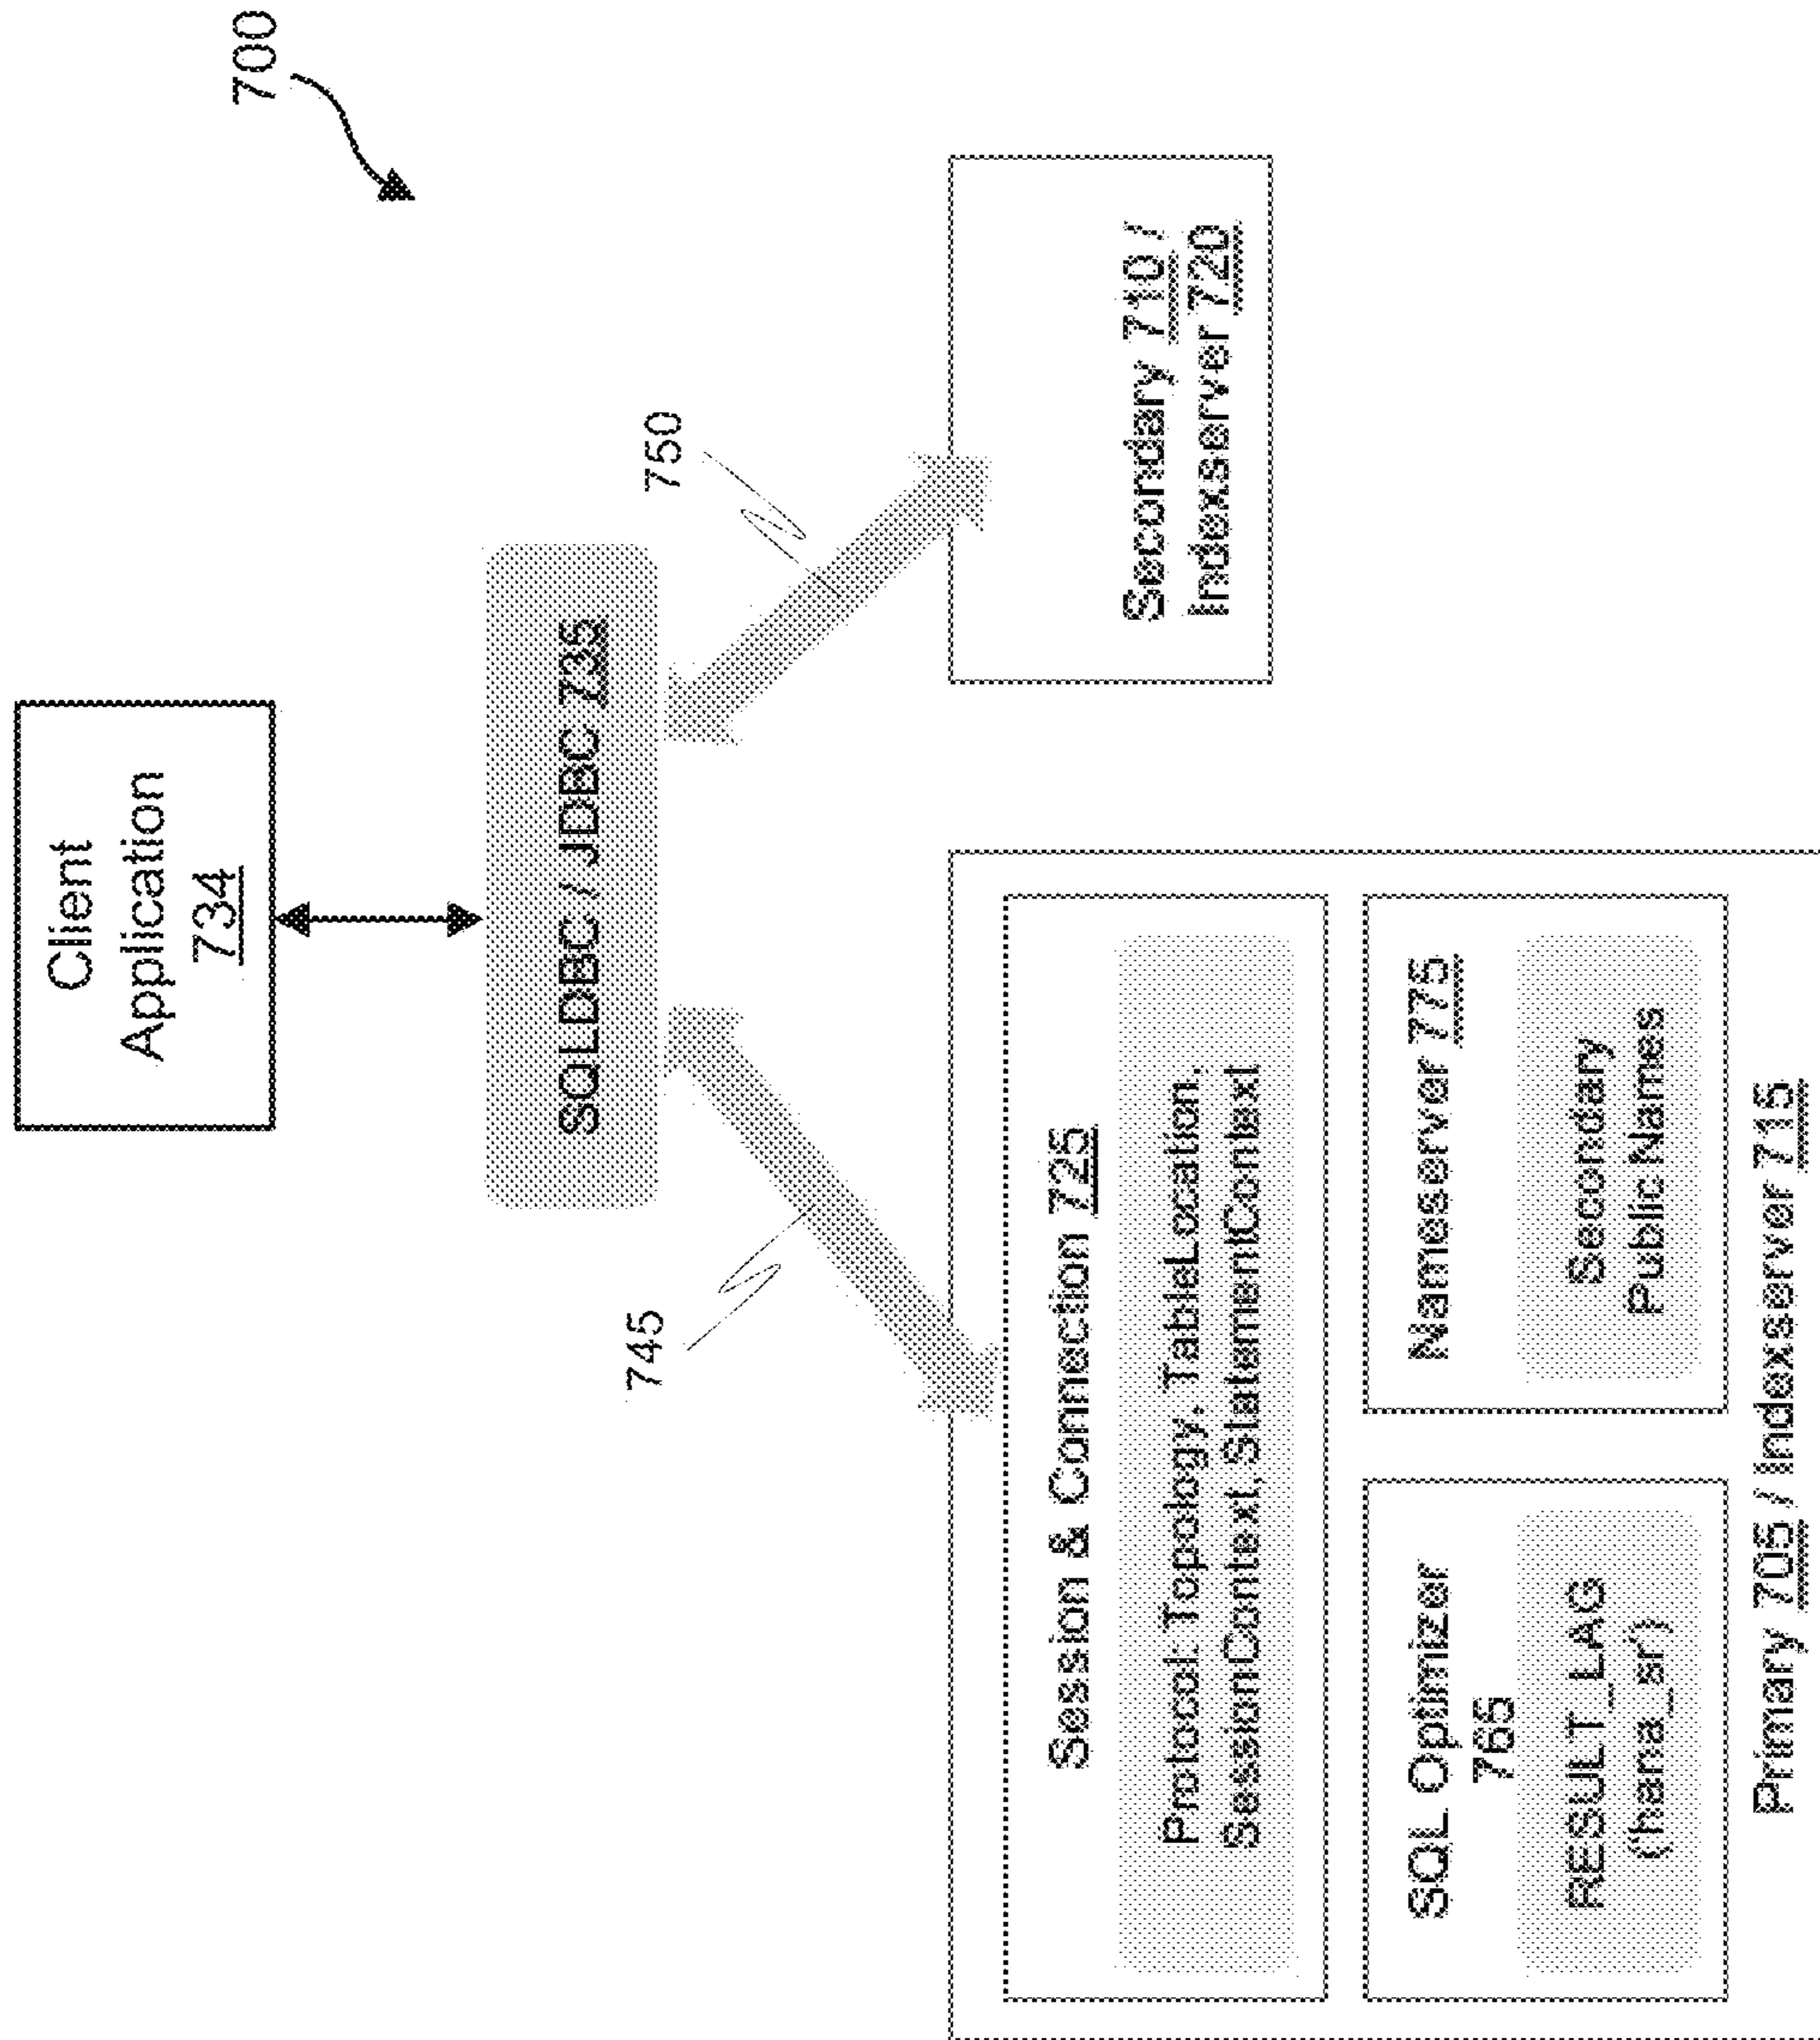 700
Client
Application
734
SQLDBC / JDBC 735
745
750
Session & Connection 725
Protocol: Topology, TableLocation,
SessionContext, StatementContext
SQL Optimizer
765
RESULT_LAG
('hana_sr')
Nameserver 775
Secondary
Public Names
Primary 705 / Indexserver 715
Secondary 710 /
Indexserver 720